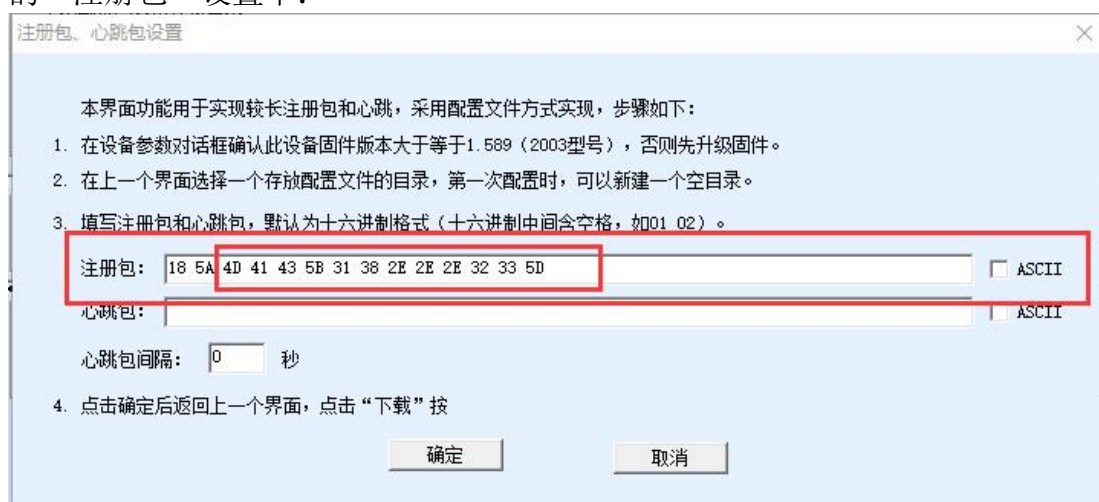 的“注册包”设置中：
注册包、心跳包设置
本界面功能用于实现较长注册包和心跳，采用配置文件方式实现，步骤如下：
1. 在设备参数对话框确认此设备固件版本大于等于1.589（2003型号），否则先升级固件。
2. 在上一个界面选择一个存放配置文件的目录，第一次配置时，可以新建一个空目录。
3. 填写注册包和心跳包，默认为十六进制格式（十六进制中间含空格，如01 02）。
注册包： 18 5A 4D 41 43 5B 31 38 2E 2E 2E 32 33 5D ASCII
心跳包： ASCII
心跳包间隔： 0 秒
4. 点击确定后返回上一个界面，点击“下载”按
确定 取消